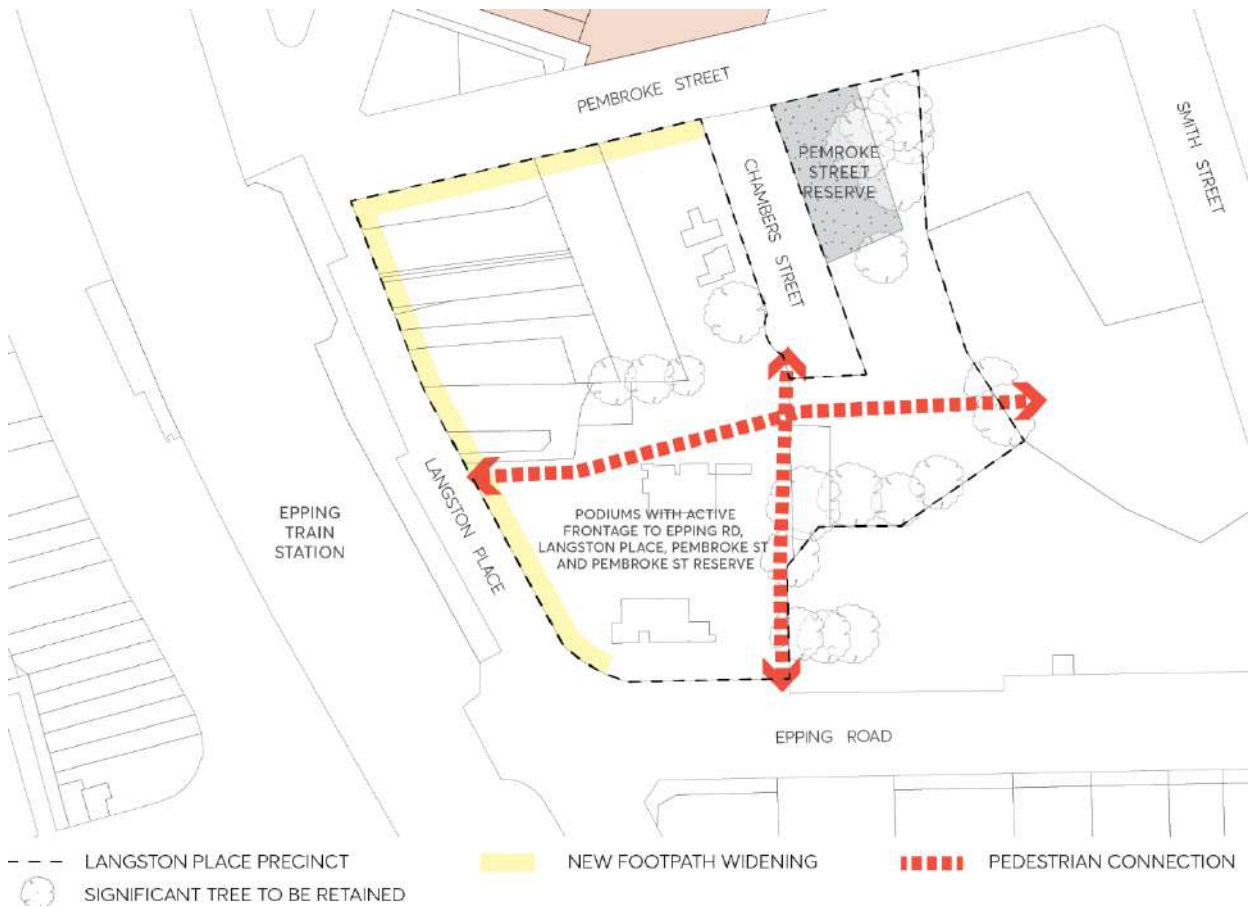 PEMBROKE STREET
SMITH STREET
PEMROKE
STREET
RESERVE
CHAMBERS STREET
EPPING
TRAIN
STATION
LANGSTON PLACE
PODIUMS WITH ACTIVE
FRONTAGE TO EPPING RD,
LANGSTON PLACE, PEMBROKE ST
AND PEMBROKE ST RESERVE
EPPING ROAD
LANGSTON PLACE PRECINCT
NEW FOOTPATH WIDENING
PEDESTRIAN CONNECTION
SIGNIFICANT TREE TO BE RETAINED